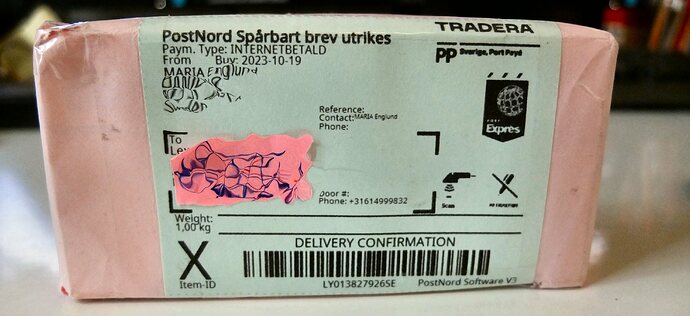 PostNord Spårbart brev utrikes
TRADERA
Paym. Type: INTERNETBETALD
From Buy: 2023-10-19
MARIA Englund
PP Sverige, Port Payé
Reference:
Contact: MARIA Englund
Phone:
Expres
To
Door #:
Phone: +31614999832
Scan
Weight:
1,00 kg
DELIVERY CONFIRMATION
X
Item-ID
LY013827926SE
PostNord Software V3